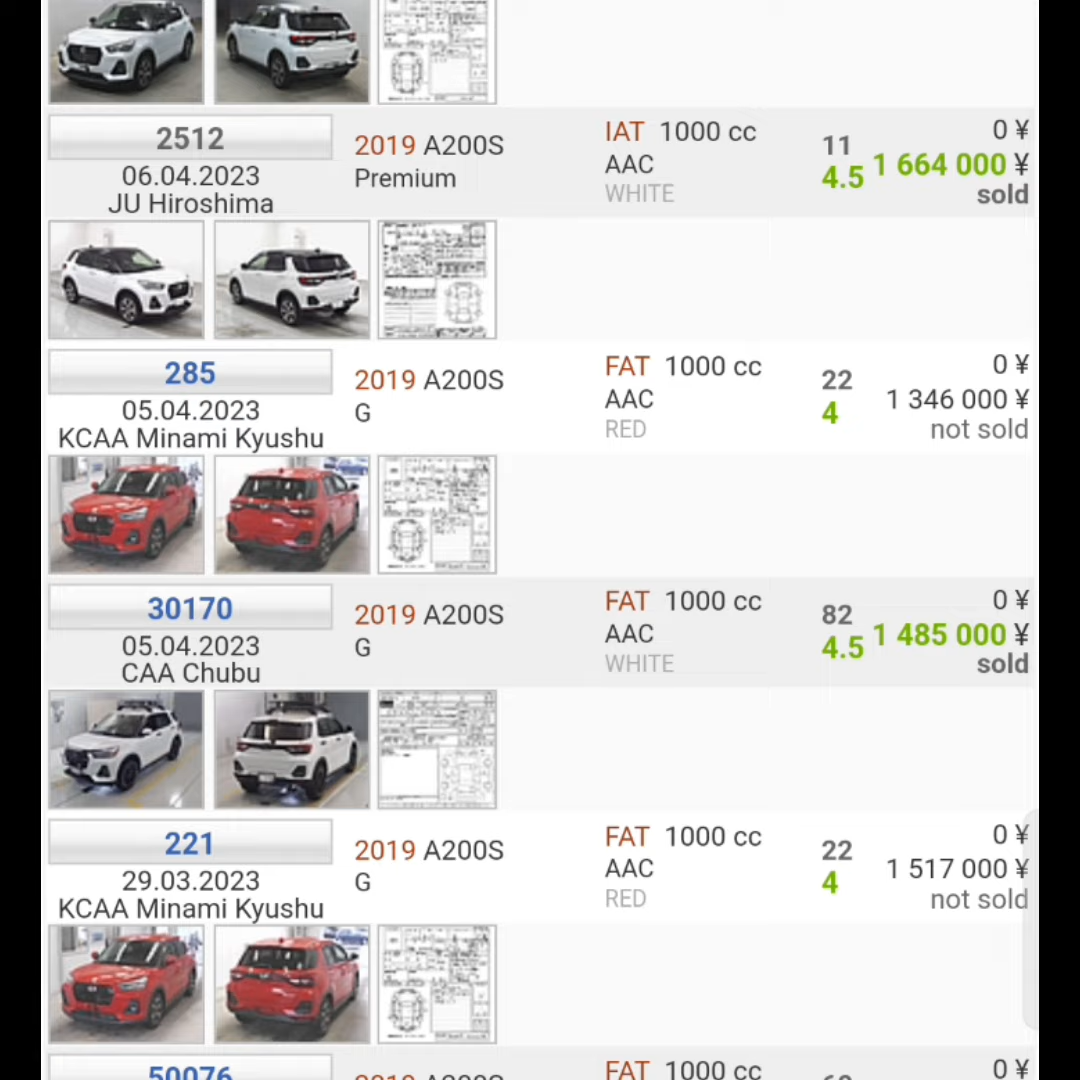 2512
06.04.2023
JU Hiroshima
2019 A200S
Premium
IAT 1000 cc
AAC
WHITE
11
4.5
0 ¥
1 664 000 ¥
sold
285
05.04.2023
KCAA Minami Kyushu
2019 A200S
G
FAT 1000 cc
AAC
RED
22
4
0 ¥
1 346 000 ¥
not sold
30170
05.04.2023
CAA Chubu
2019 A200S
G
FAT 1000 cc
AAC
WHITE
82
4.5
0 ¥
1 485 000 ¥
sold
221
29.03.2023
KCAA Minami Kyushu
2019 A200S
G
FAT 1000 cc
AAC
RED
22
4
0 ¥
1 517 000 ¥
not sold
50076
2019 A200S
FAT 1000 cc
0 ¥